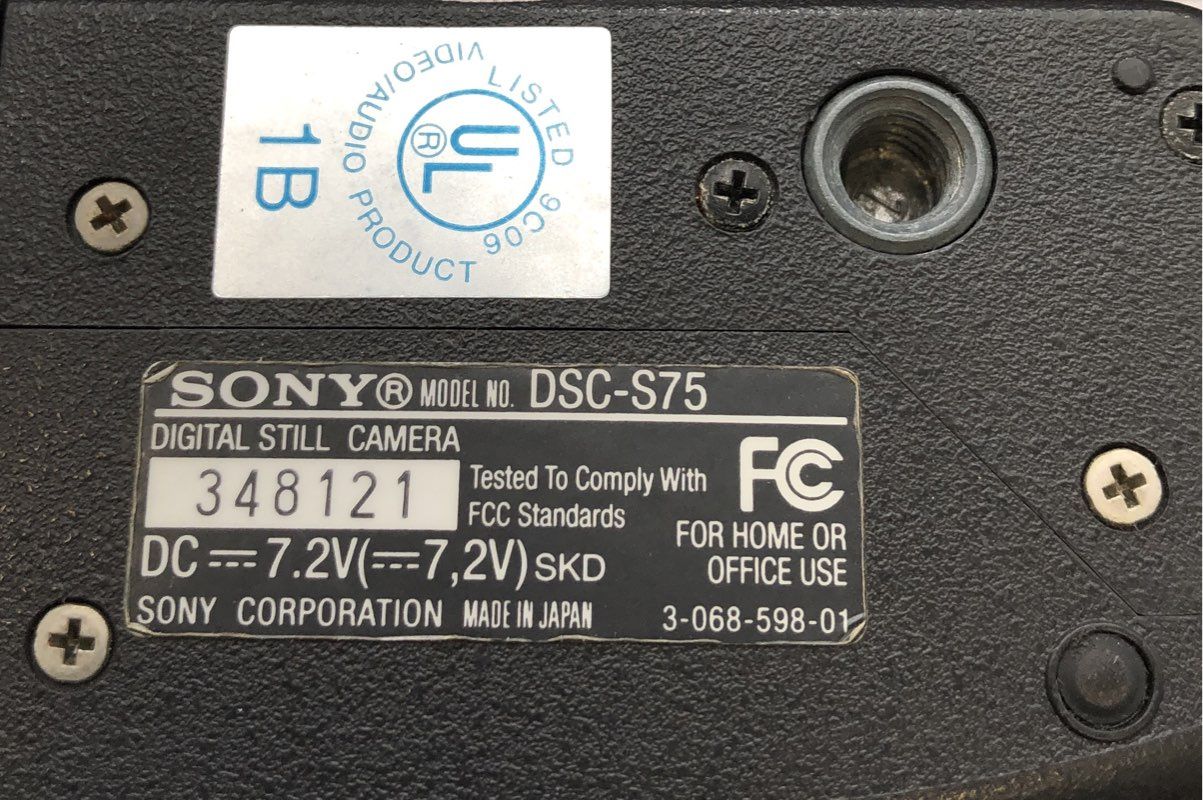 VIDEO/AUDIO PRODUCT
LISTED 9C06
UL®
1B
SONY® MODEL NO. DSC-S75
DIGITAL STILL CAMERA
348121
Tested To Comply With
FCC Standards
FC
FOR HOME OR
OFFICE USE
DC ⎓ 7.2V(⎓7,2V) SKD
SONY CORPORATION MADE IN JAPAN 3-068-598-01